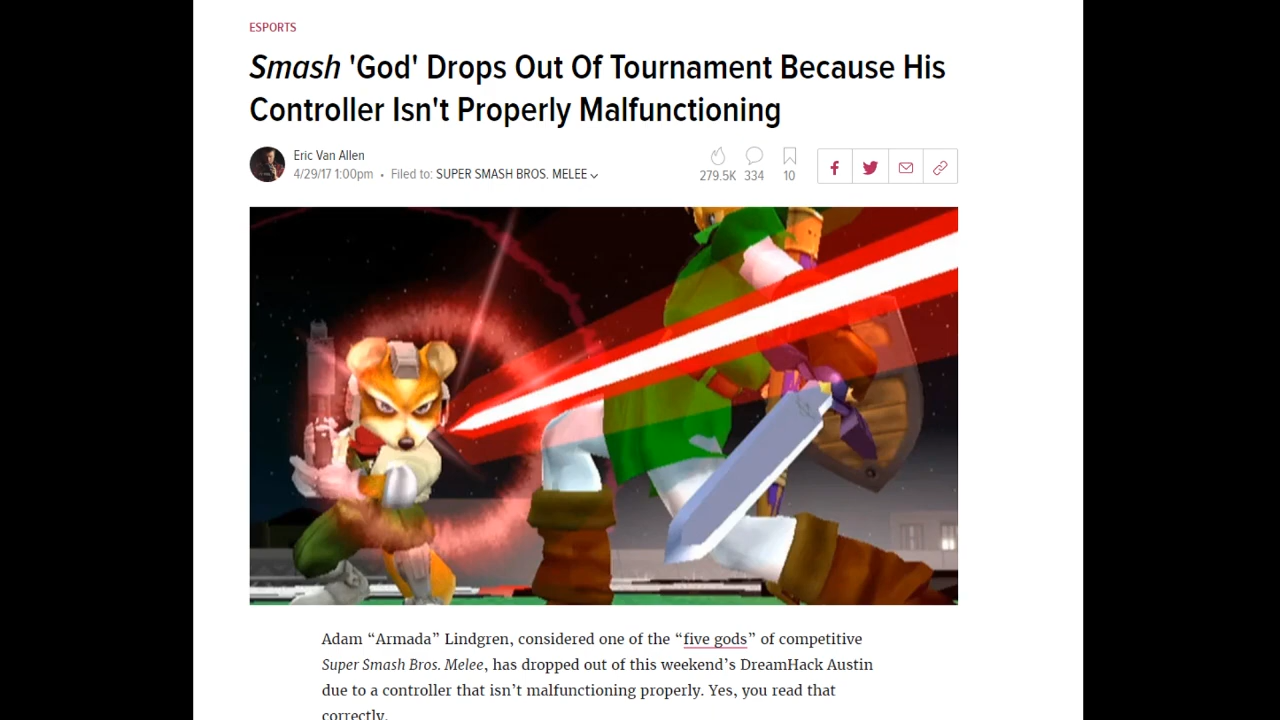 ESPORTS
Smash 'God' Drops Out Of Tournament Because His
Controller Isn't Properly Malfunctioning
Eric Van Allen
4/29/17 1:00pm • Filed to: SUPER SMASH BROS. MELEE
279.5K 334 10
Adam “Armada” Lindgren, considered one of the “five gods” of competitive
Super Smash Bros. Melee, has dropped out of this weekend’s DreamHack Austin
due to a controller that isn’t malfunctioning properly. Yes, you read that
correctly.